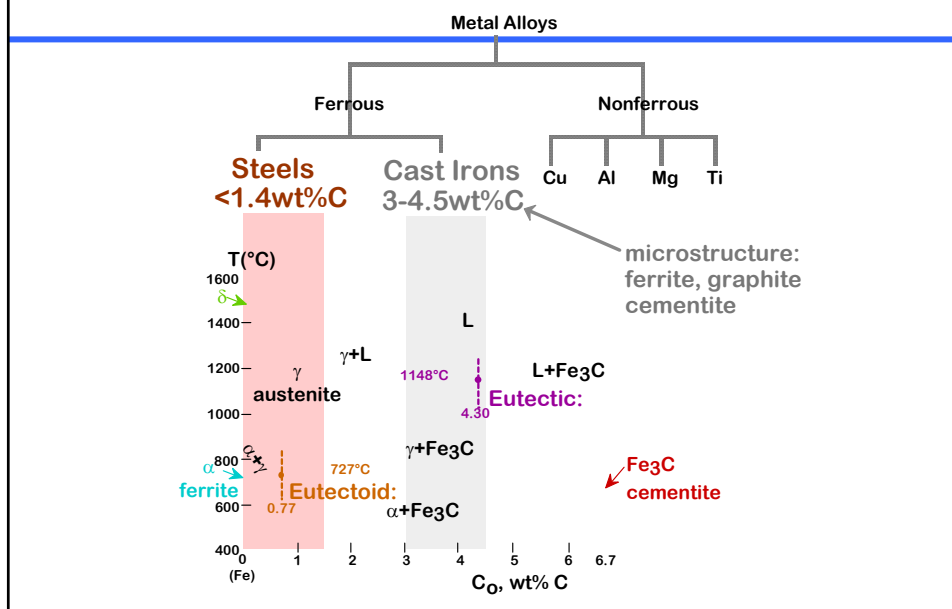 Metal Alloys
Ferrous
Nonferrous
Steels
<1.4wt%C
Cast Irons
3-4.5wt%C
Cu
Al
Mg
Ti
microstructure:
ferrite, graphite
cementite
T(°C)
1600
δ
1400
L
γ+L
1200
γ
austenite
1148°C
L+Fe3C
Eutectic:
4.30
1000
α+γ
γ+Fe3C
800
α
ferrite
727°C
Eutectoid:
0.77
Fe3C
cementite
600
α+Fe3C
400
0
1
2
3
4
5
6
6.7
(Fe)
Co, wt% C